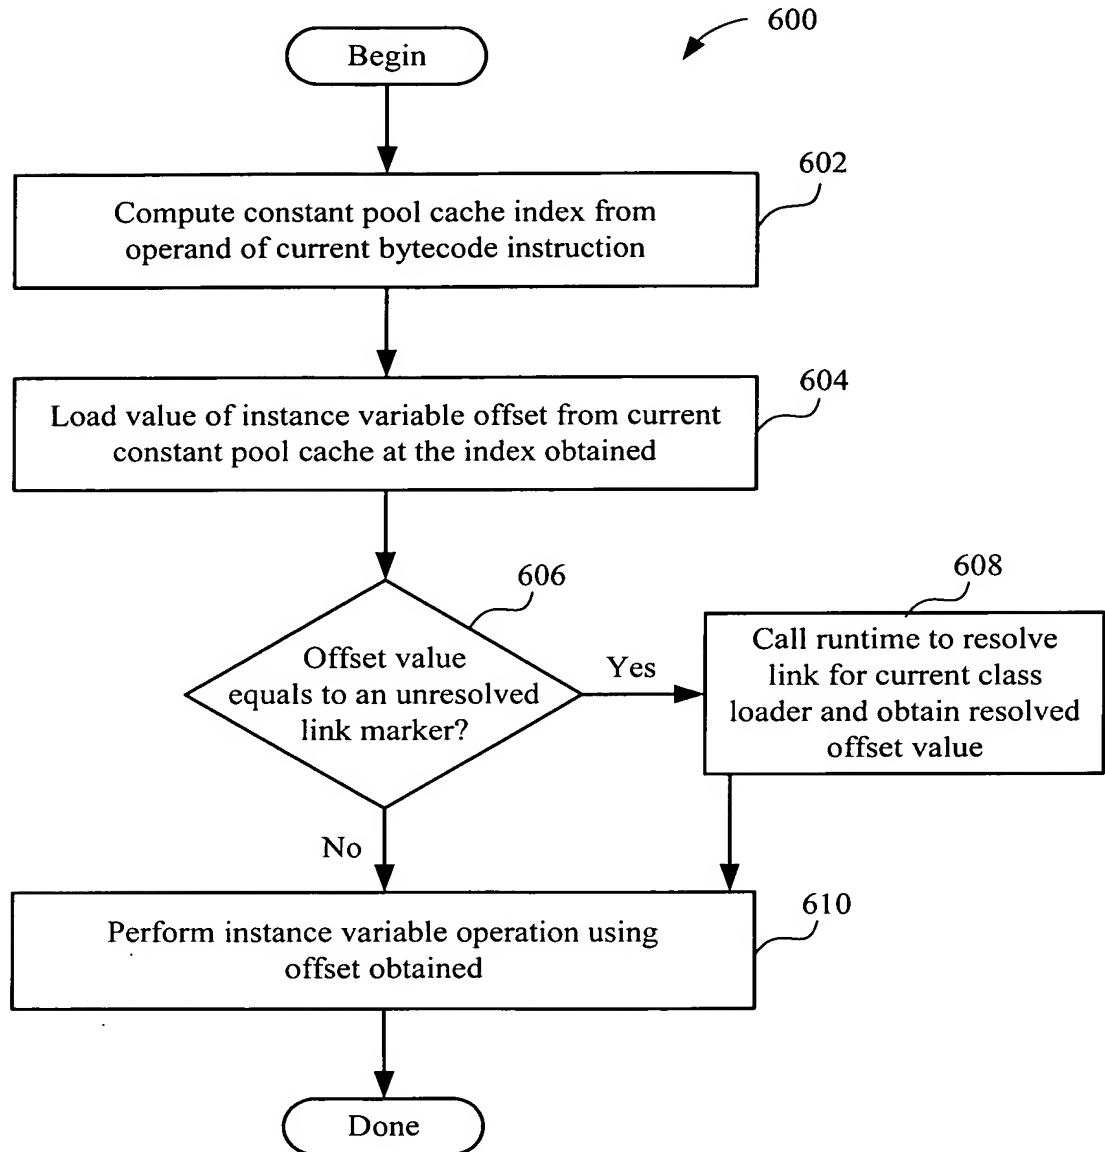 600
Begin
602
Compute constant pool cache index from
operand of current bytecode instruction
604
Load value of instance variable offset from current
constant pool cache at the index obtained
606
Offset value
equals to an unresolved
link marker?
Yes
608
Call runtime to resolve
link for current class
loader and obtain resolved
offset value
No
610
Perform instance variable operation using
offset obtained
Done